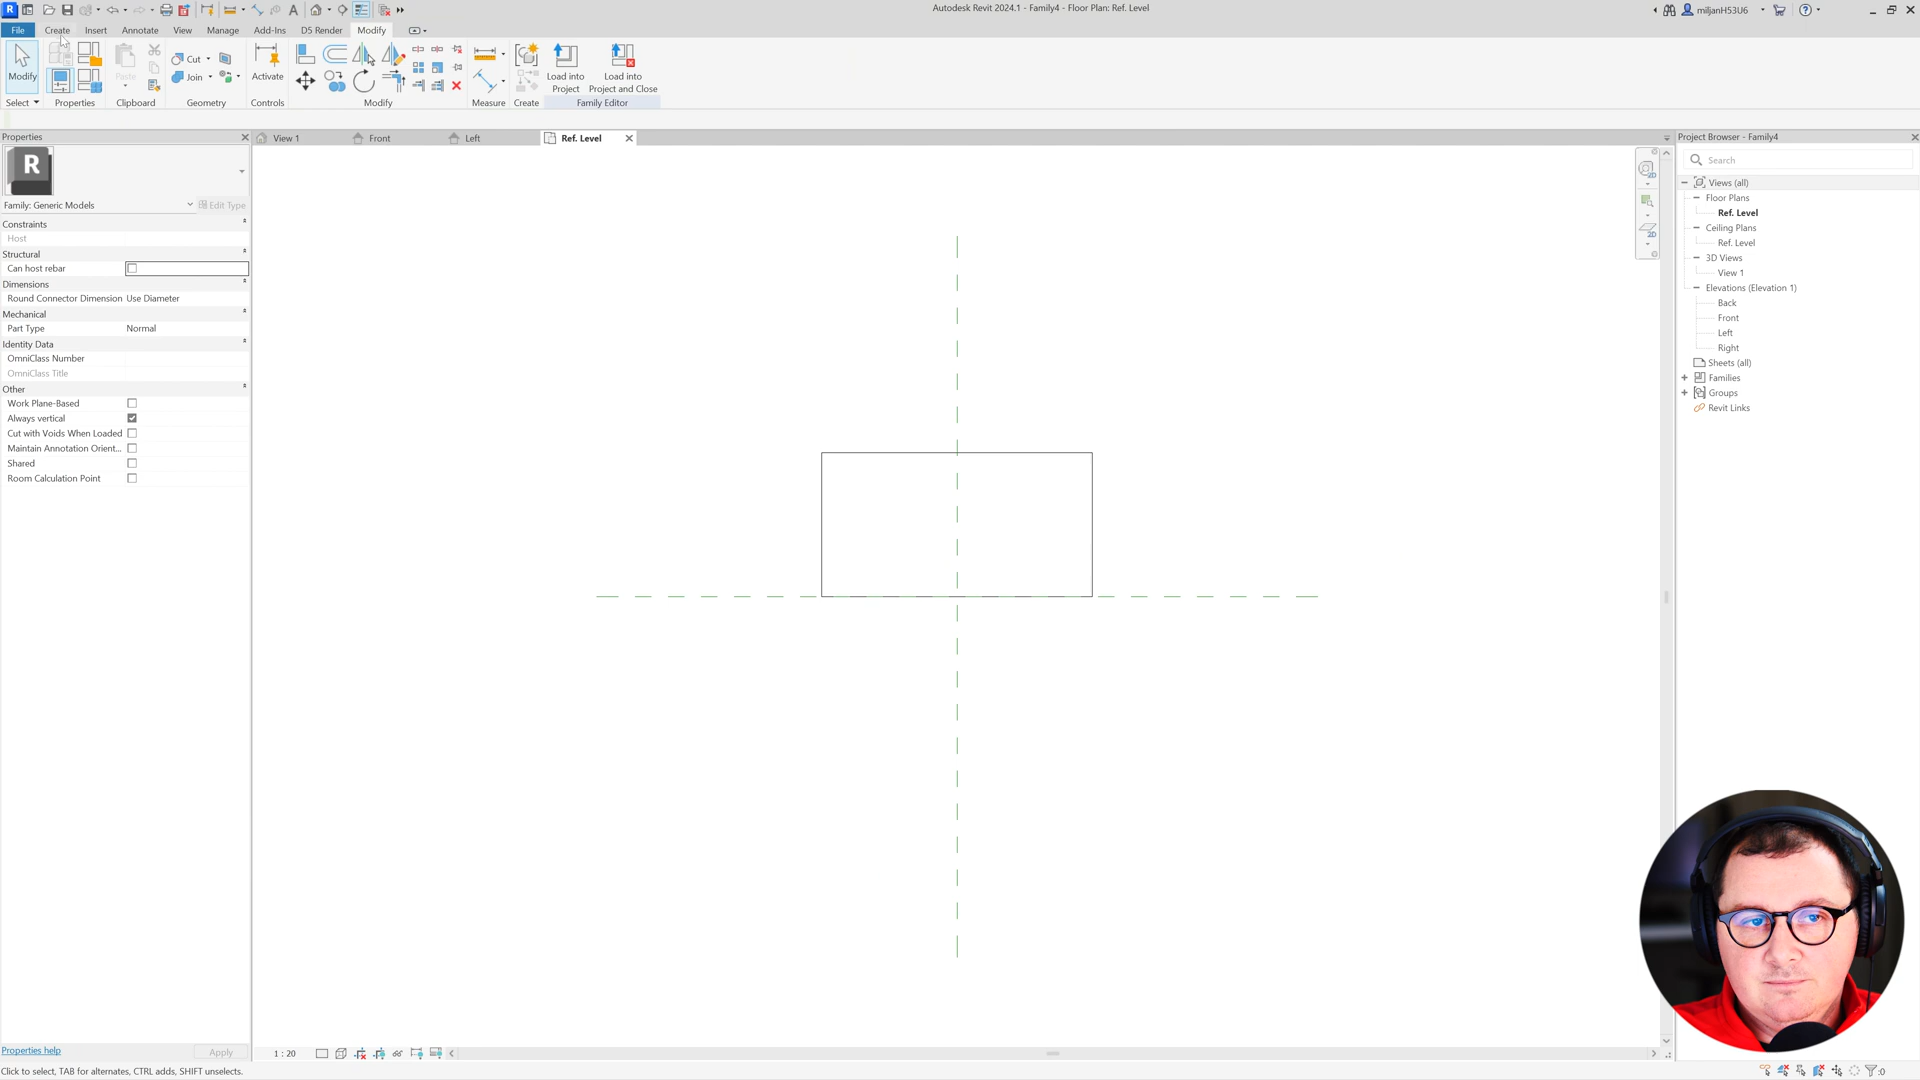 Autodesk Revit 2024.1 - Family4 - Floor Plan: Ref. Level
miljanH53U6
File Create Insert Annotate View Manage Add-Ins D5 Render Modify
Modify
Paste
Cut
Join
Activate
Load into Project
Load into Project and Close
Select Properties Clipboard Geometry Controls Modify Measure Create Family Editor
Properties
R
Family: Generic Models
Edit Type
Constraints
Host
Structural
Can host rebar
Dimensions
Round Connector Dimension Use Diameter
Mechanical
Part Type Normal
Identity Data
OmniClass Number
OmniClass Title
Other
Work Plane-Based
Always vertical
Cut with Voids When Loaded
Maintain Annotation Orient...
Shared
Room Calculation Point
Properties help
Apply
View 1 Front Left Ref. Level
2D
2D
1 : 20
Project Browser - Family4
Search
Views (all)
Floor Plans
Ref. Level
Ceiling Plans
Ref. Level
3D Views
View 1
Elevations (Elevation 1)
Back
Front
Left
Right
Sheets (all)
Families
Groups
Revit Links
Click to select, TAB for alternates, CTRL adds, SHIFT unselects.
:0